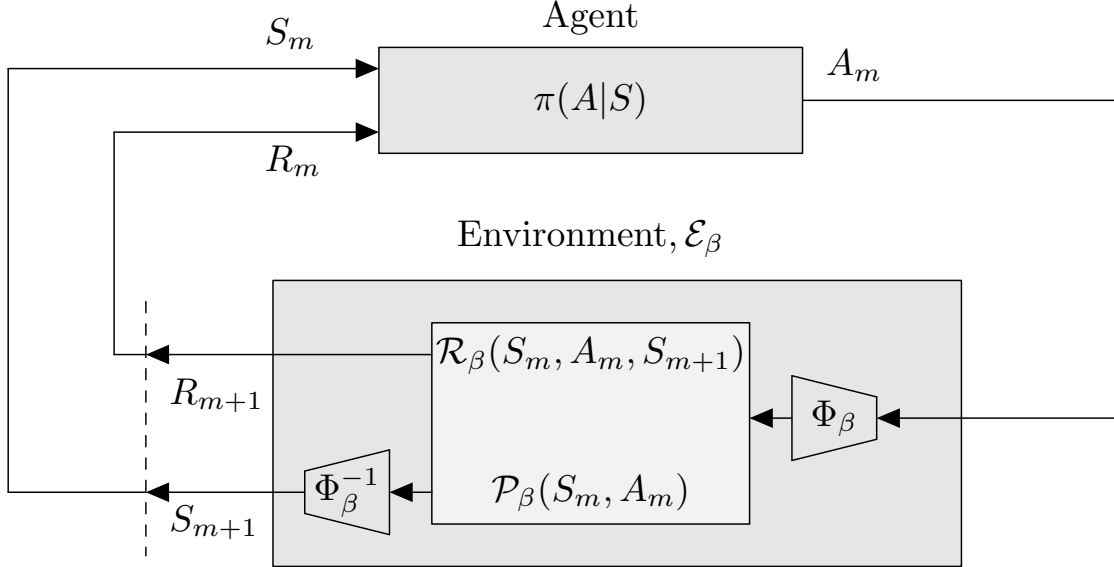 Agent
S_m
π(A|S)
A_m
R_m
Environment, ℰ_β
ℛ_β(S_m, A_m, S_{m+1})
R_{m+1}
Φ_β
Φ_β^{-1}
𝒫_β(S_m, A_m)
S_{m+1}